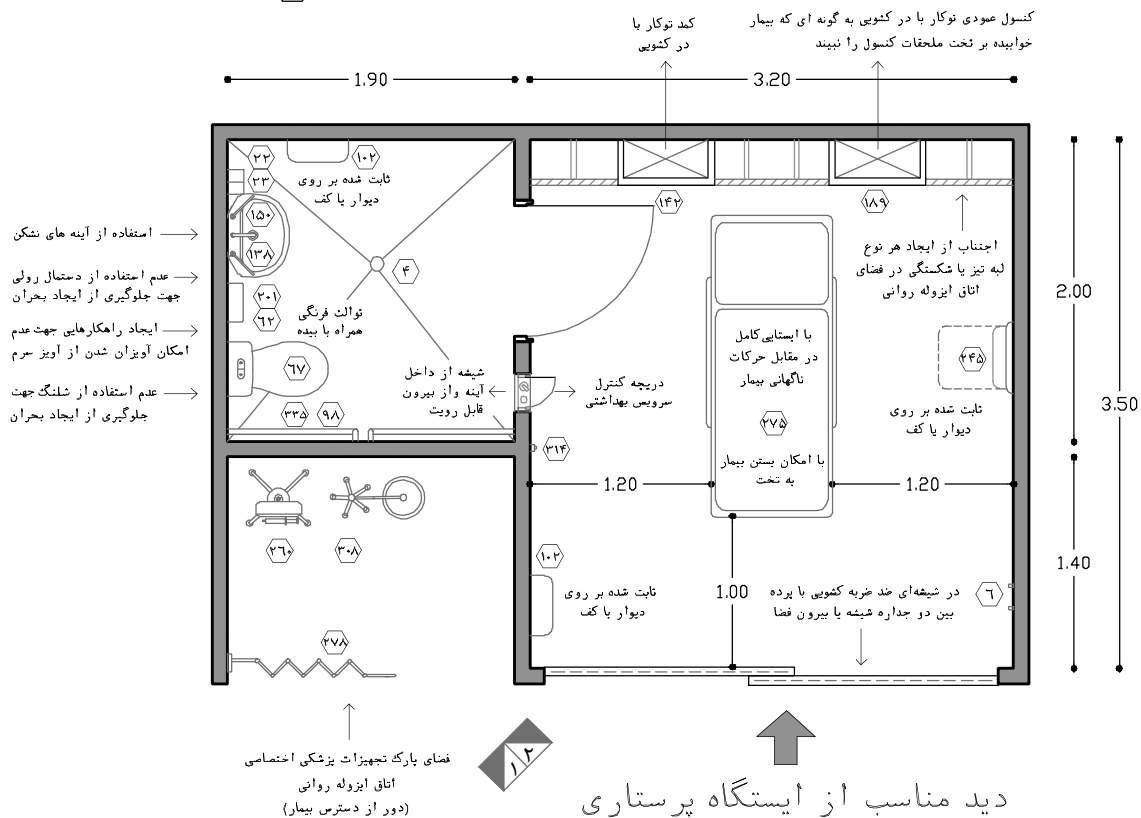 کنسول عمودی توکار با در کشویی به گونه ای که بیمار
خوابیده بر تخت ملحقات کنسول را نبیند
کمد توکار با
در کشویی
1.90
3.20
۲۲
۲۳
۱۰۲
ثابت شده بر روی
دیوار یا کف
۱۴۲
۱۸۹
۱۵۰
۱۳۸
استفاده از آینه های نشکن
اجتناب از ایجاد هر نوع
لبه تیز یا شکستگی در فضای
اتاق ایزوله روانی
۴
عدم استفاده از دستمال رولی
جهت جلوگیری از ایجاد بحران
2.00
۲۰۱
۶۲
توالت فرنگی
همراه با بیده
ایجاد راهکارهایی جهت عدم
امکان آویزان شدن از آویز سرم
با ایستایی کامل
در مقابل حرکات
ناگهانی بیمار
۲۴۵
۶۷
شیشه از داخل
آینه و از بیرون
قابل رویت
دریچه کنترل
سرویس بهداشتی
عدم استفاده از شلنگ جهت
جلوگیری از ایجاد بحران
۳۳۵
۹۸
ثابت شده بر روی
دیوار یا کف
3.50
۲۷۵
۳۱۴
با امکان بستن بیمار
به تخت
1.20
1.20
۲۶۰
۳۰۸
۱۰۲
1.40
ثابت شده بر روی
دیوار یا کف
1.00
در شیشه‌ای ضد ضربه کشویی با پرده
بین دو جداره شیشه یا بیرون فضا
۶
۲۷۸
فضای پارک تجهیزات پزشکی اختصاصی
اتاق ایزوله روانی
(دور از دسترس بیمار)
۱
۲
دید مناسب از ایستگاه پرستاری